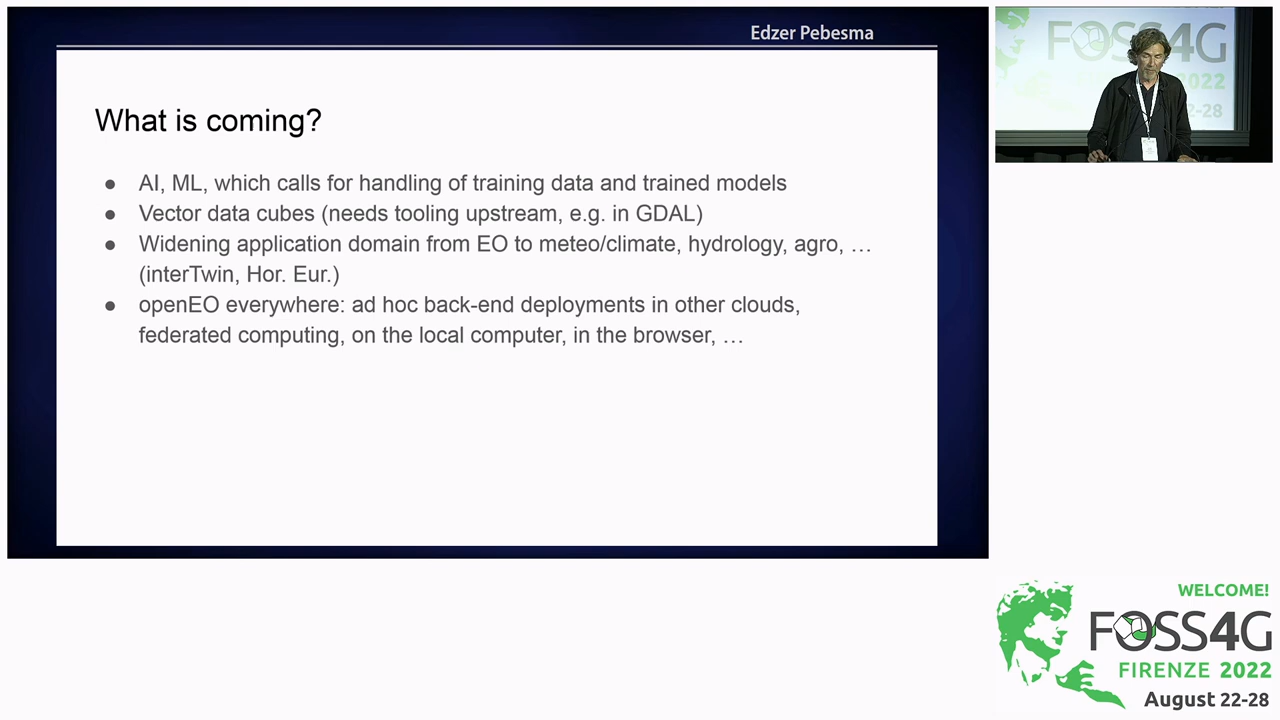 Edzer Pebesma
What is coming?
● AI, ML, which calls for handling of training data and trained models
● Vector data cubes (needs tooling upstream, e.g. in GDAL)
● Widening application domain from EO to meteo/climate, hydrology, agro, …
(interTwin, Hor. Eur.)
● openEO everywhere: ad hoc back-end deployments in other clouds,
federated computing, on the local computer, in the browser, …
FOSS4G
2022
2-28
WELCOME!
FOSS4G
FIRENZE 2022
August 22-28